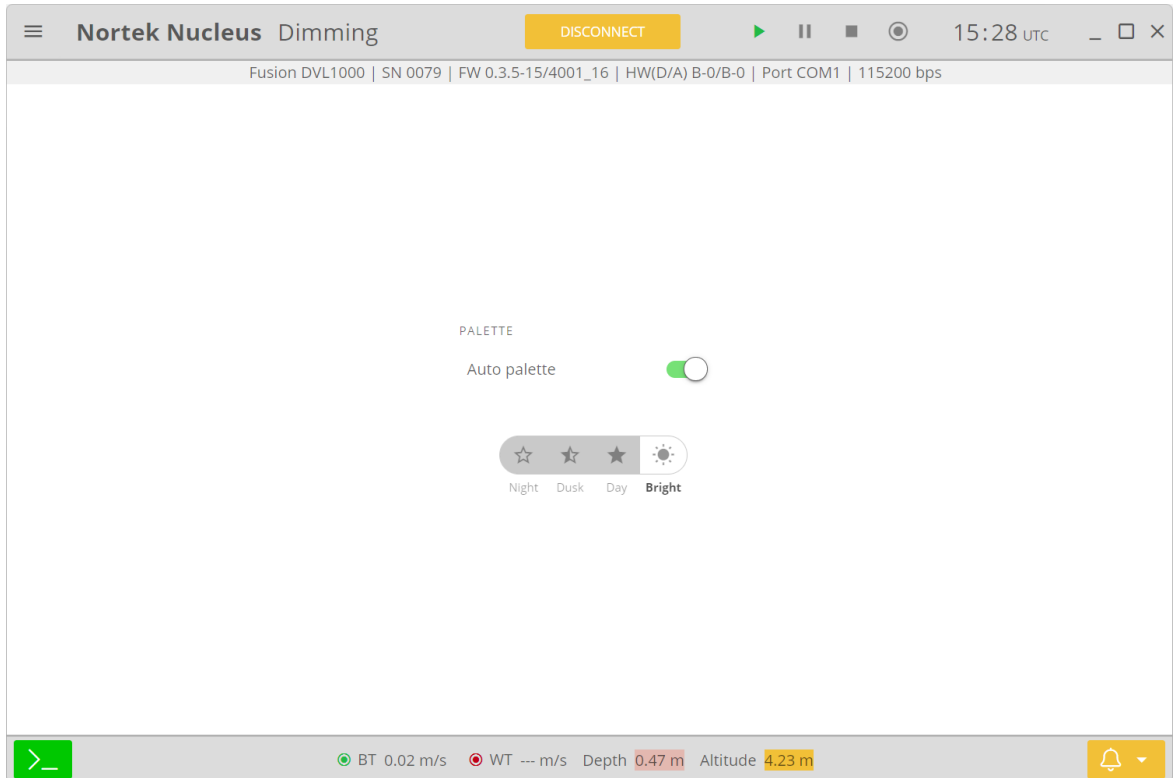 Nortek Nucleus Dimming DISCONNECT 15:28 UTC
Fusion DVL1000 | SN 0079 | FW 0.3.5-15/4001_16 | HW(D/A) B-0/B-0 | Port COM1 | 115200 bps
PALETTE
Auto palette
Night Dusk Day Bright
BT 0.02 m/s WT --- m/s Depth 0.47 m Altitude 4.23 m